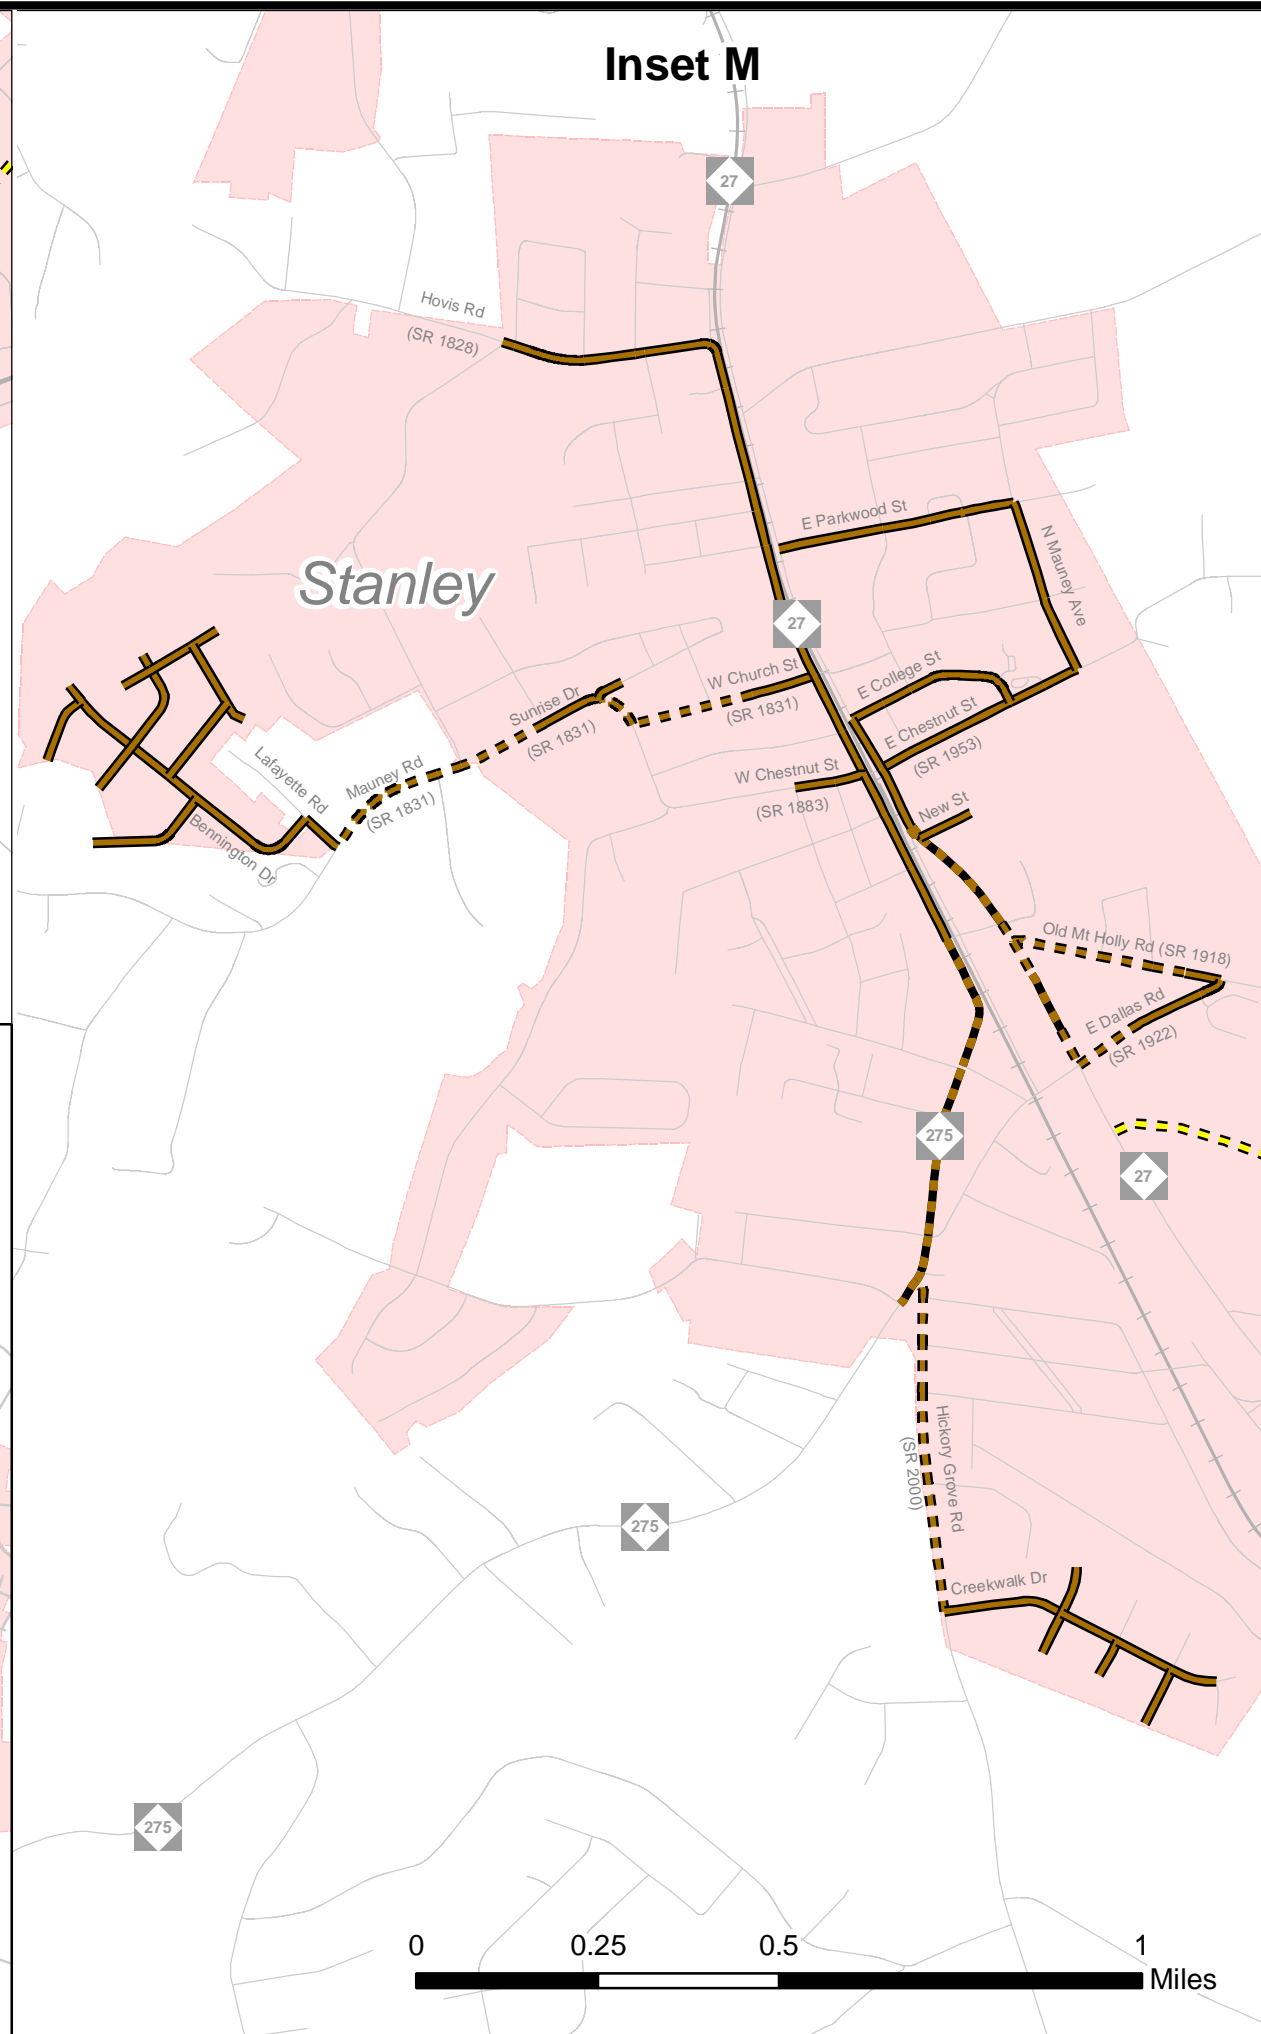 Inset M
27
Hovis Rd
(SR 1828)
E Parkwood St
N Mauney Ave
Stanley
27
W Church St
(SR 1831)
E College St
Sunrise Dr
(SR 1831)
E Chestnut St
(SR 1953)
Lafayette Rd
Mauney Rd
(SR 1831)
W Chestnut St
(SR 1883)
New St
Bennington Dr
Old Mt Holly Rd (SR 1918)
E Dallas Rd
(SR 1922)
275
27
Hickory Grove Rd
(SR 2000)
275
Creekwalk Dr
275
0 0.25 0.5 1
Miles